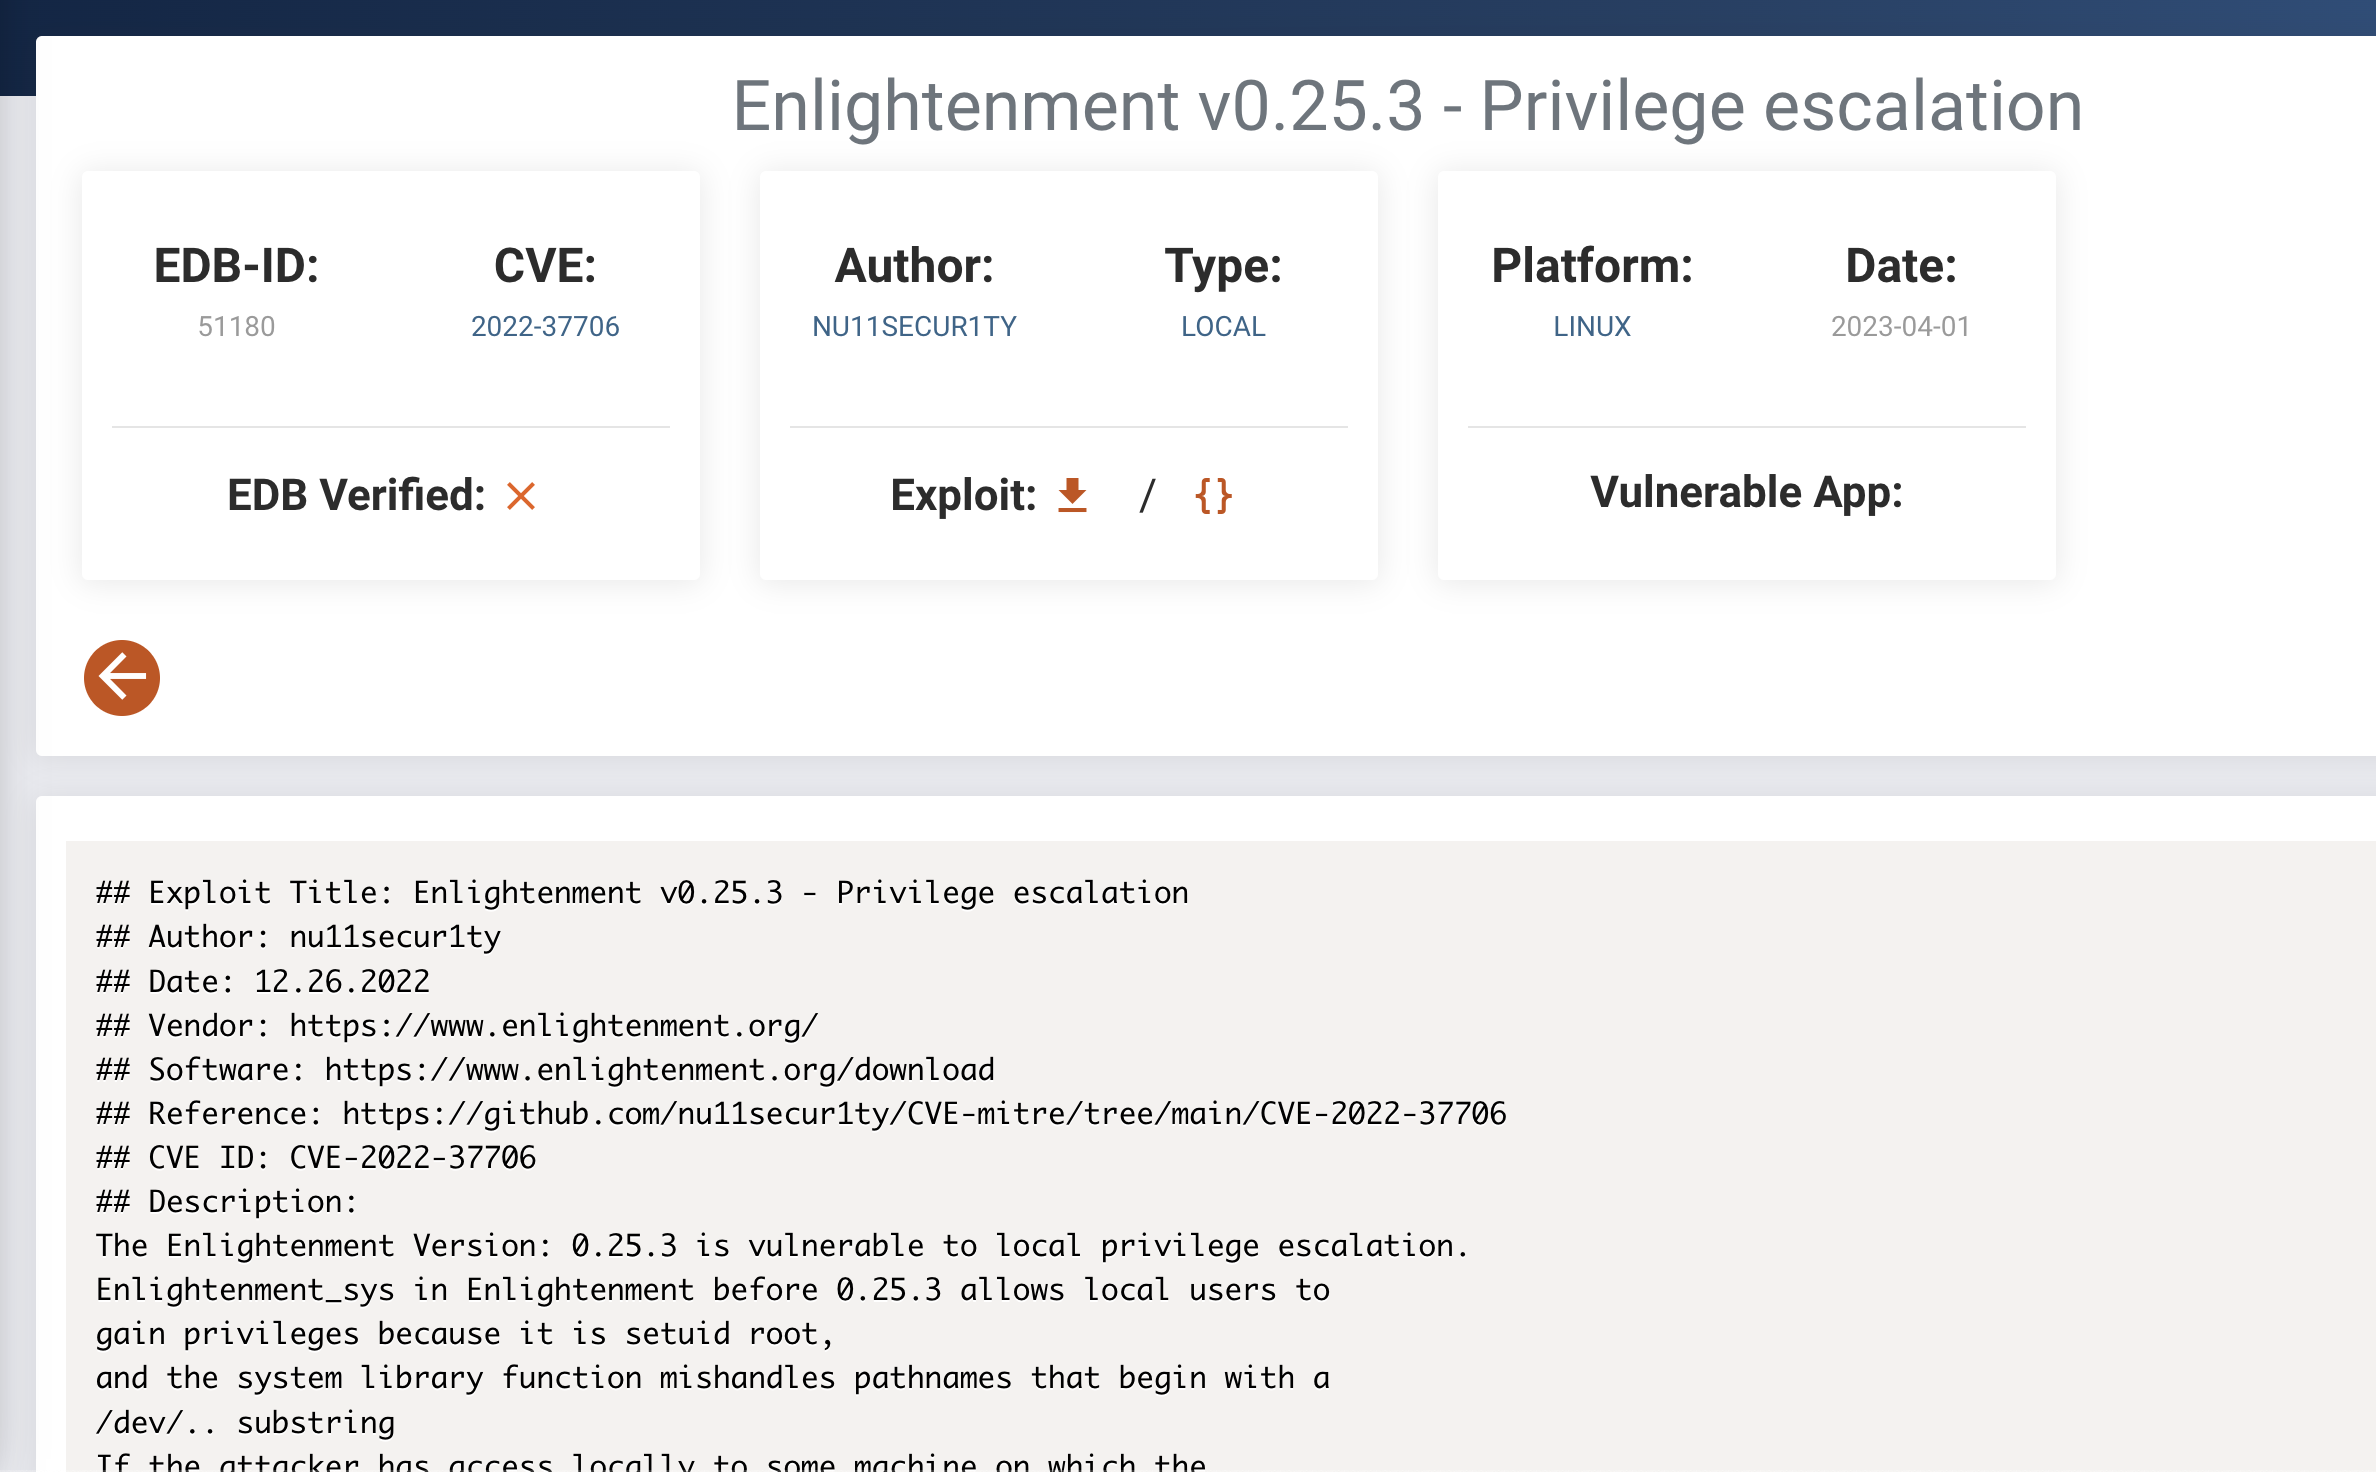 Enlightenment v0.25.3 - Privilege escalation
EDB-ID:
51180
CVE:
2022-37706
EDB Verified:
Author:
NU11SECUR1TY
Type:
LOCAL
Exploit: / {}
Platform:
LINUX
Date:
2023-04-01
Vulnerable App:
## Exploit Title: Enlightenment v0.25.3 - Privilege escalation
## Author: nu11secur1ty
## Date: 12.26.2022
## Vendor: https://www.enlightenment.org/
## Software: https://www.enlightenment.org/download
## Reference: https://github.com/nu11secur1ty/CVE-mitre/tree/main/CVE-2022-37706
## CVE ID: CVE-2022-37706
## Description:
The Enlightenment Version: 0.25.3 is vulnerable to local privilege escalation.
Enlightenment_sys in Enlightenment before 0.25.3 allows local users to
gain privileges because it is setuid root,
and the system library function mishandles pathnames that begin with a
/dev/.. substring
If the attacker has access locally to some machine on which the